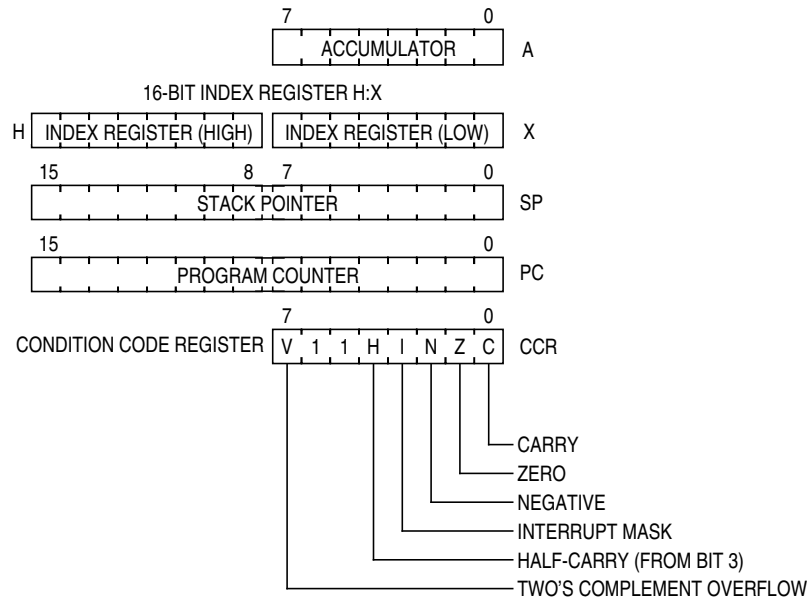 7 0
ACCUMULATOR A
16-BIT INDEX REGISTER H:X
H INDEX REGISTER (HIGH) INDEX REGISTER (LOW) X
15 8 7 0
STACK POINTER SP
15 0
PROGRAM COUNTER PC
7 0
CONDITION CODE REGISTER V 1 1 H I N Z C CCR
CARRY
ZERO
NEGATIVE
INTERRUPT MASK
HALF-CARRY (FROM BIT 3)
TWO'S COMPLEMENT OVERFLOW